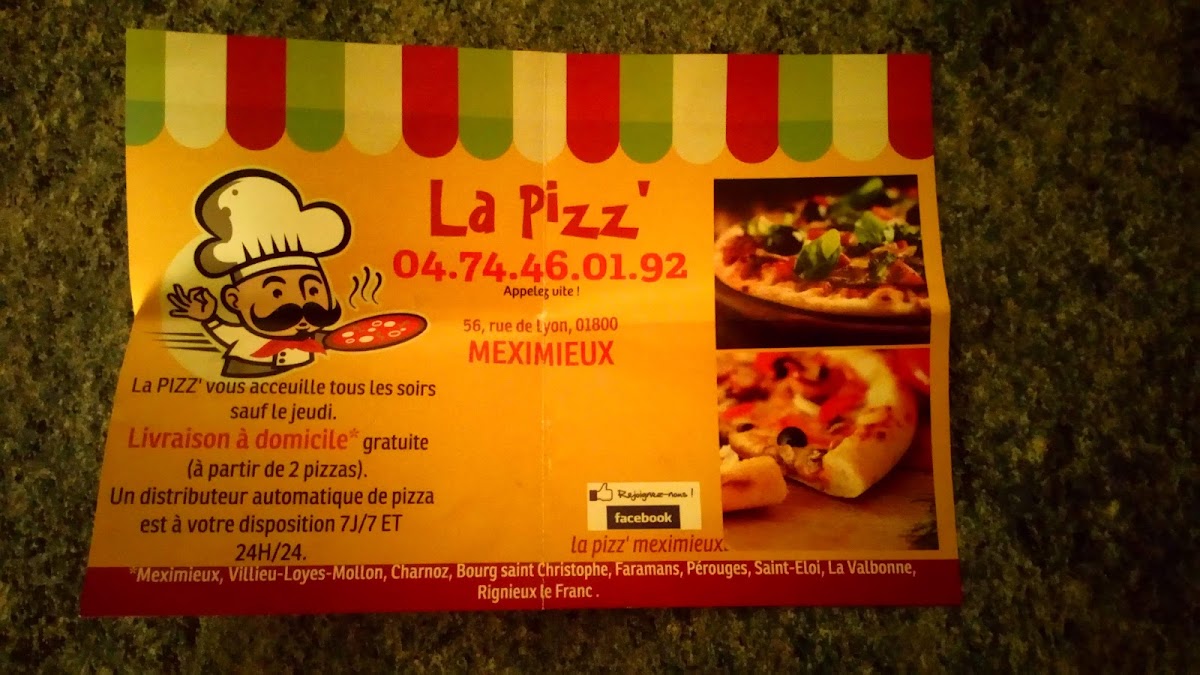 La Pizz'
04.74.46.01.92
Appelez vite !
56, rue de Lyon, 01800
MEXIMIEUX
La PIZZ' vous acceuille tous les soirs
sauf le jeudi.
Livraison à domicile* gratuite
(à partir de 2 pizzas).
Un distributeur automatique de pizza
est à votre disposition 7J/7 ET
24H/24.
Rejoignez-nous !
facebook
la pizz' meximieux.
*Meximieux, Villieu-Loyes-Mollon, Charnoz, Bourg saint Christophe, Faramans, Pérouges, Saint-Eloi, La Valbonne,
Rignieux le Franc .